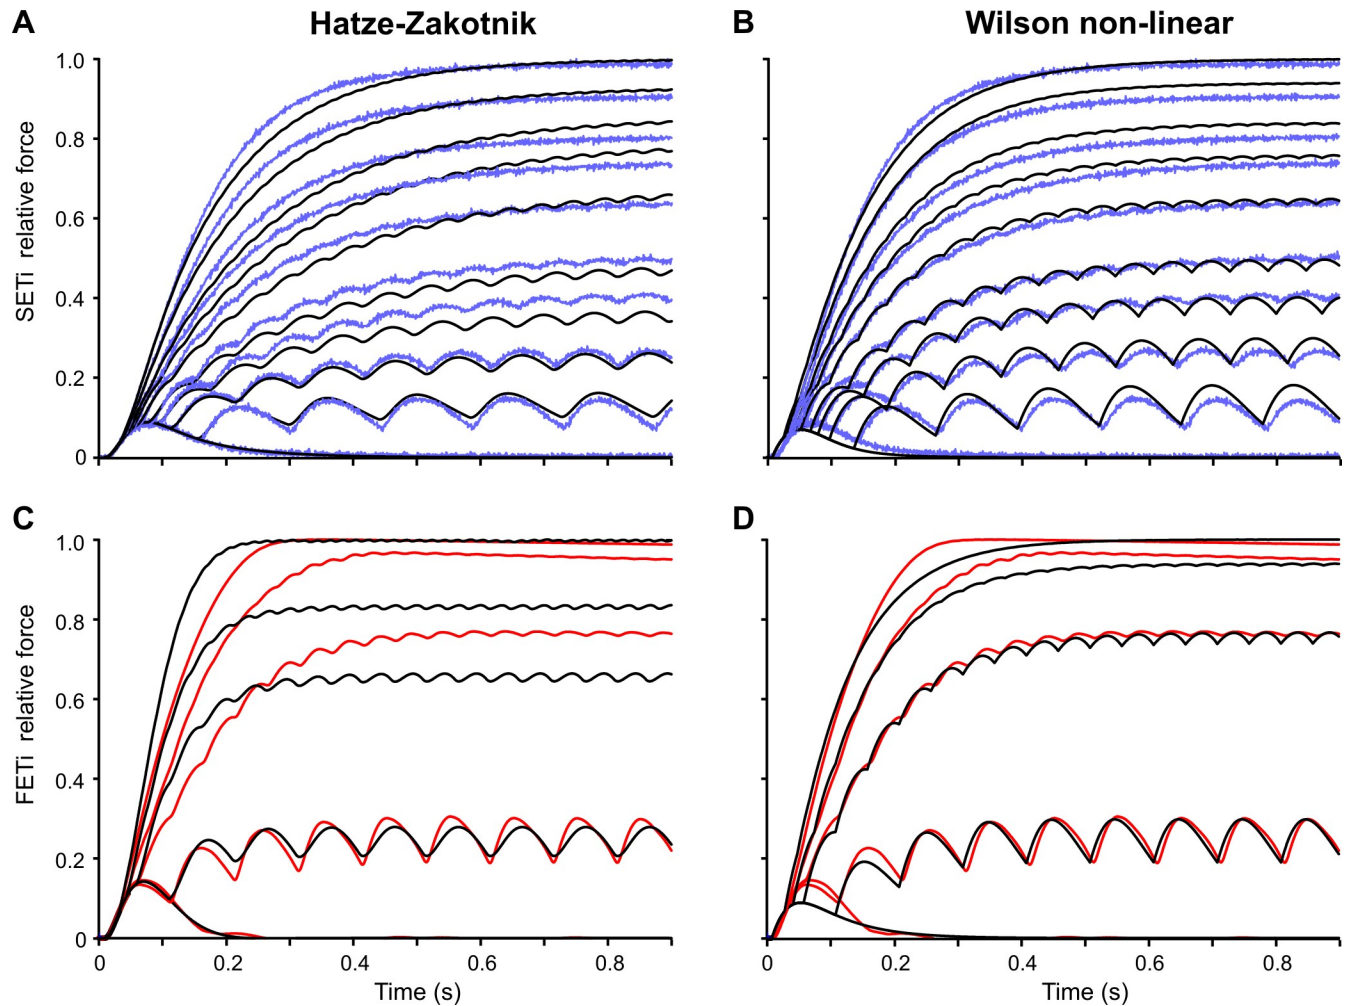 A Hatze-Zakotnik
B Wilson non-linear
SETi relative force
1.0
0.8
0.6
0.4
0.2
0
C
D
FETi relative force
1.0
0.8
0.6
0.4
0.2
0
0 0.2 0.4 0.6 0.8
0 0.2 0.4 0.6 0.8
Time (s)
Time (s)